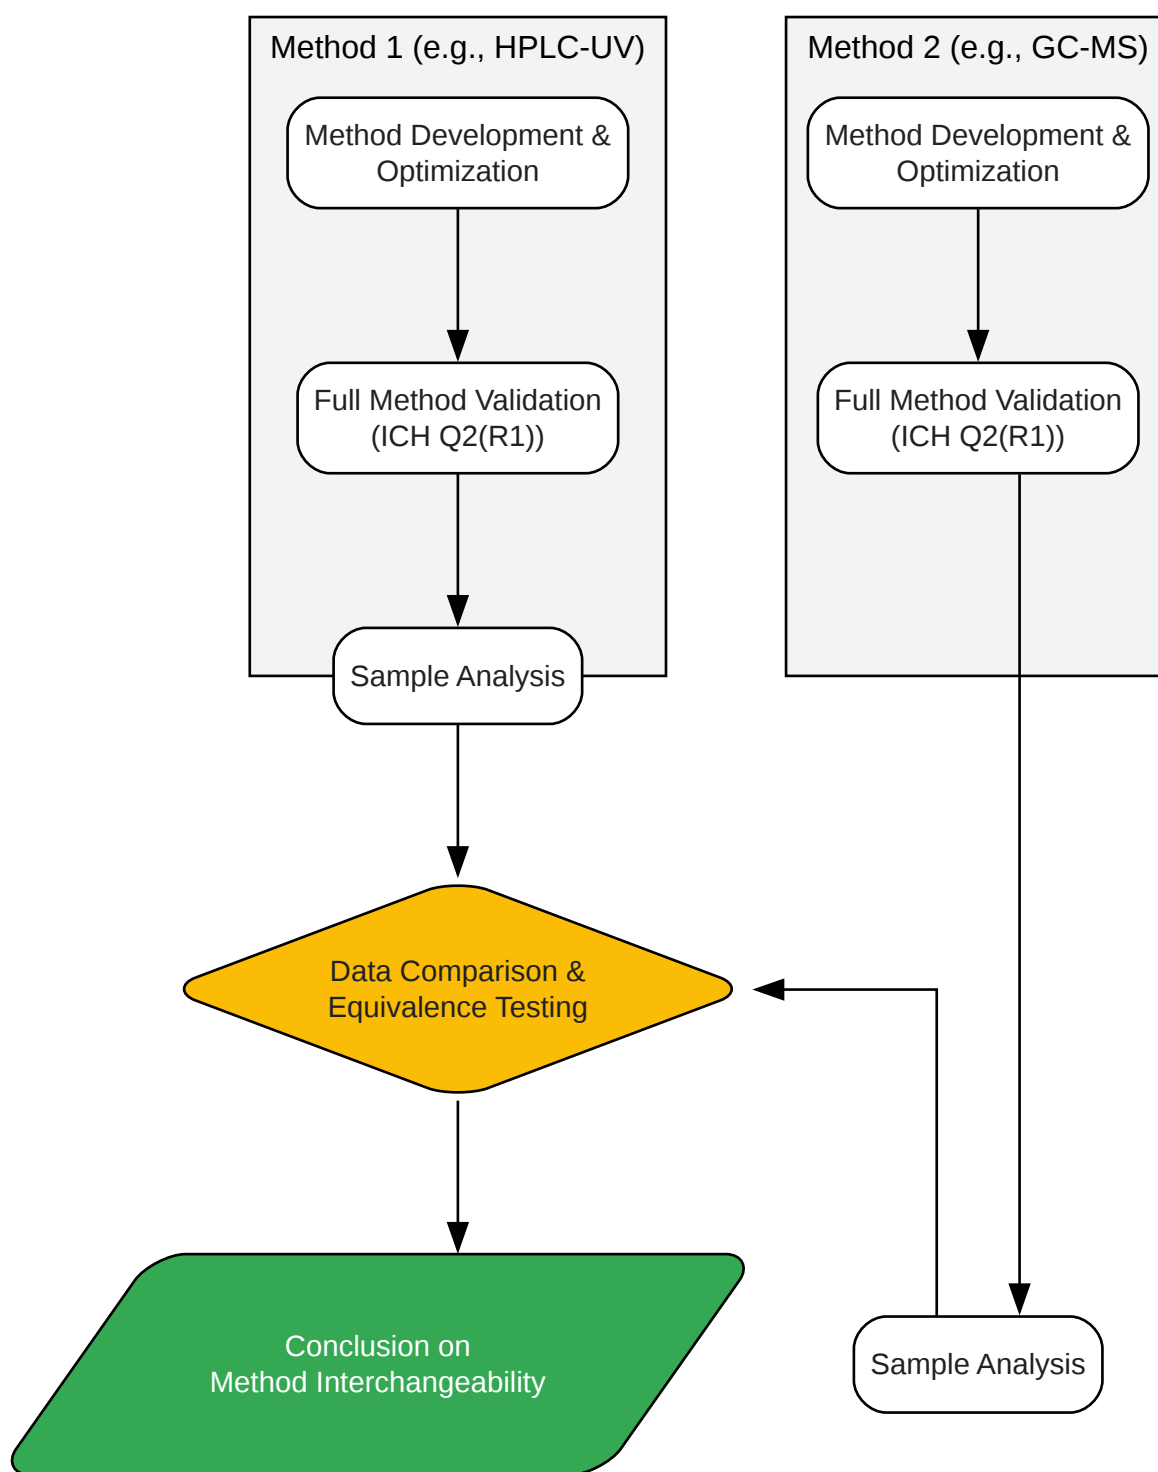 Method 1 (e.g., HPLC-UV)
Method Development &
Optimization
Full Method Validation
(ICH Q2(R1))
Sample Analysis
Method 2 (e.g., GC-MS)
Method Development &
Optimization
Full Method Validation
(ICH Q2(R1))
Sample Analysis
Data Comparison &
Equivalence Testing
Conclusion on
Method Interchangeability